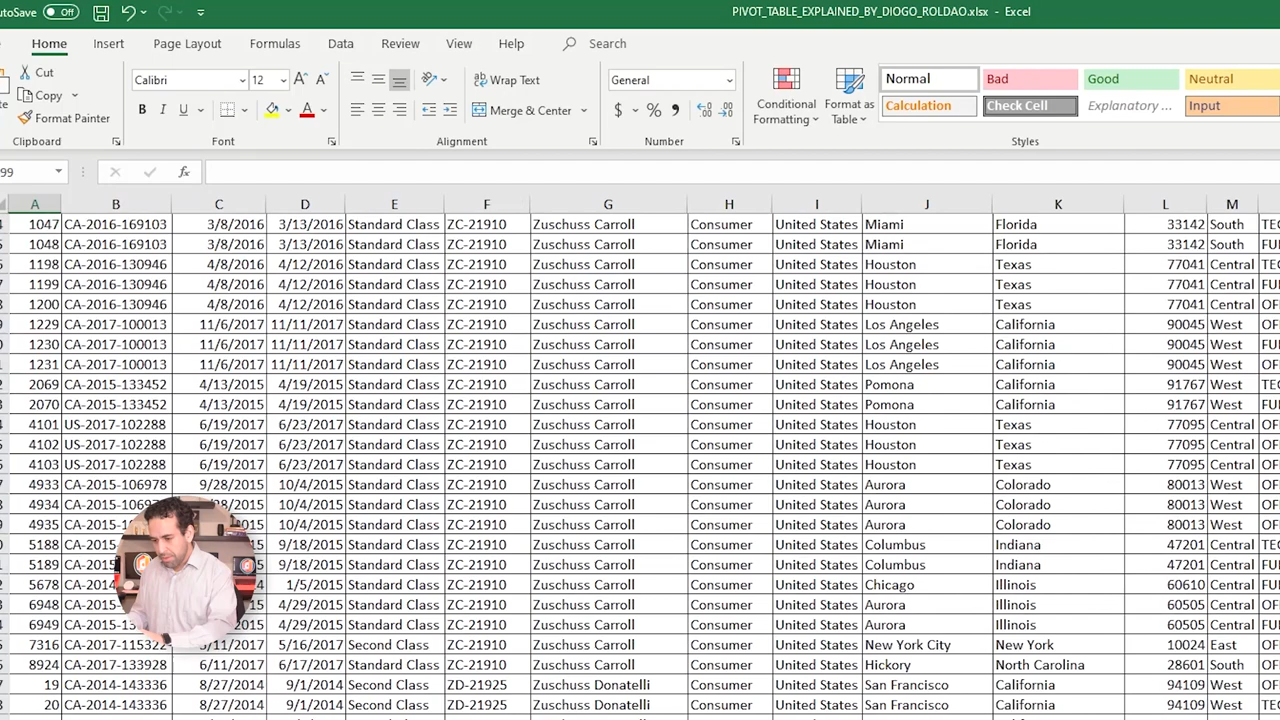 AutoSave Off PIVOT_TABLE_EXPLAINED_BY_DIOGO_ROLDAO.xlsx - Excel
Home Insert Page Layout Formulas Data Review View Help Search
Cut Calibri 12 Wrap Text General Normal Bad Good Neutral
Copy Merge & Center Conditional Formatting Format as Table Calculation Check Cell Explanatory ... Input
Format Painter
Clipboard Font Alignment Number Styles
99 fx
A B C D E F G H I J K L M
1047 CA-2016-169103 3/8/2016 3/13/2016 Standard Class ZC-21910 Zuschuss Carroll Consumer United States Miami Florida 33142 South
1048 CA-2016-169103 3/8/2016 3/13/2016 Standard Class ZC-21910 Zuschuss Carroll Consumer United States Miami Florida 33142 South
1198 CA-2016-130946 4/8/2016 4/12/2016 Standard Class ZC-21910 Zuschuss Carroll Consumer United States Houston Texas 77041 Central
1199 CA-2016-130946 4/8/2016 4/12/2016 Standard Class ZC-21910 Zuschuss Carroll Consumer United States Houston Texas 77041 Central
1200 CA-2016-130946 4/8/2016 4/12/2016 Standard Class ZC-21910 Zuschuss Carroll Consumer United States Houston Texas 77041 Central
1229 CA-2017-100013 11/6/2017 11/11/2017 Standard Class ZC-21910 Zuschuss Carroll Consumer United States Los Angeles California 90045 West
1230 CA-2017-100013 11/6/2017 11/11/2017 Standard Class ZC-21910 Zuschuss Carroll Consumer United States Los Angeles California 90045 West
1231 CA-2017-100013 11/6/2017 11/11/2017 Standard Class ZC-21910 Zuschuss Carroll Consumer United States Los Angeles California 90045 West
2069 CA-2015-133452 4/13/2015 4/19/2015 Standard Class ZC-21910 Zuschuss Carroll Consumer United States Pomona California 91767 West
2070 CA-2015-133452 4/13/2015 4/19/2015 Standard Class ZC-21910 Zuschuss Carroll Consumer United States Pomona California 91767 West
4101 US-2017-102288 6/19/2017 6/23/2017 Standard Class ZC-21910 Zuschuss Carroll Consumer United States Houston Texas 77095 Central
4102 US-2017-102288 6/19/2017 6/23/2017 Standard Class ZC-21910 Zuschuss Carroll Consumer United States Houston Texas 77095 Central
4103 US-2017-102288 6/19/2017 6/23/2017 Standard Class ZC-21910 Zuschuss Carroll Consumer United States Houston Texas 77095 Central
4933 CA-2015-106978 9/28/2015 10/4/2015 Standard Class ZC-21910 Zuschuss Carroll Consumer United States Aurora Colorado 80013 West
4934 10/4/2015 Standard Class ZC-21910 Zuschuss Carroll Consumer United States Aurora Colorado 80013 West
4935 10/4/2015 Standard Class ZC-21910 Zuschuss Carroll Consumer United States Aurora Colorado 80013 West
5188 9/18/2015 Standard Class ZC-21910 Zuschuss Carroll Consumer United States Columbus Indiana 47201 Central
5189 9/18/2015 Standard Class ZC-21910 Zuschuss Carroll Consumer United States Columbus Indiana 47201 Central
5678 1/5/2015 Standard Class ZC-21910 Zuschuss Carroll Consumer United States Chicago Illinois 60610 Central
6948 4/29/2015 Standard Class ZC-21910 Zuschuss Carroll Consumer United States Aurora Illinois 60505 Central
6949 4/29/2015 Standard Class ZC-21910 Zuschuss Carroll Consumer United States Aurora Illinois 60505 Central
7316 CA-2017-115322 5/16/2017 Second Class ZC-21910 Zuschuss Carroll Consumer United States New York City New York 10024 East
8924 CA-2017-133928 6/11/2017 6/17/2017 Standard Class ZC-21910 Zuschuss Carroll Consumer United States Hickory North Carolina 28601 South
19 CA-2014-143336 8/27/2014 9/1/2014 Second Class ZD-21925 Zuschuss Donatelli Consumer United States San Francisco California 94109 West
20 CA-2014-143336 8/27/2014 9/1/2014 Second Class ZD-21925 Zuschuss Donatelli Consumer United States San Francisco California 94109 West